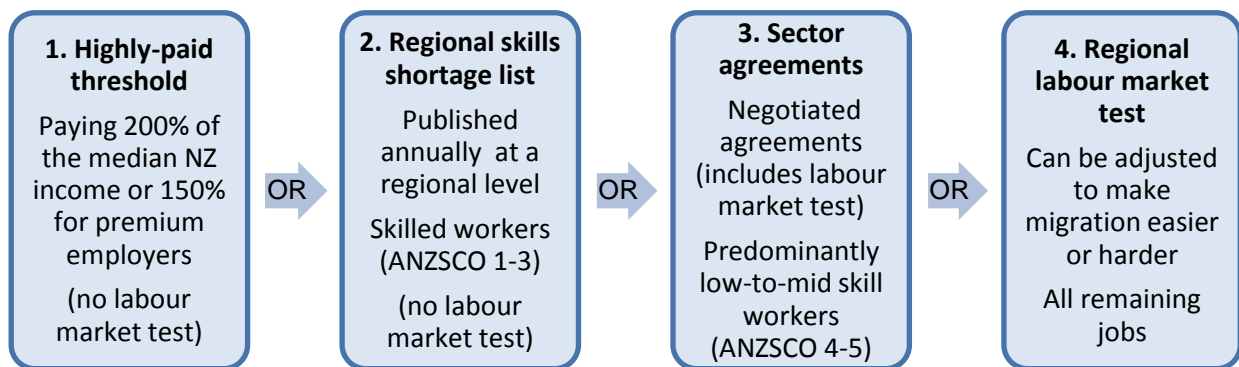 1. Highly-paid
threshold
Paying 200% of
the median NZ
income or 150%
for premium
employers
(no labour
market test)
OR
2. Regional skills
shortage list
Published
annually at a
regional level
Skilled workers
(ANZSCO 1-3)
(no labour
market test)
OR
3. Sector
agreements
Negotiated
agreements
(includes labour
market test)
Predominantly
low-to-mid skill
workers
(ANZSCO 4-5)
OR
4. Regional
labour market
test
Can be adjusted
to make
migration easier
or harder
All remaining
jobs